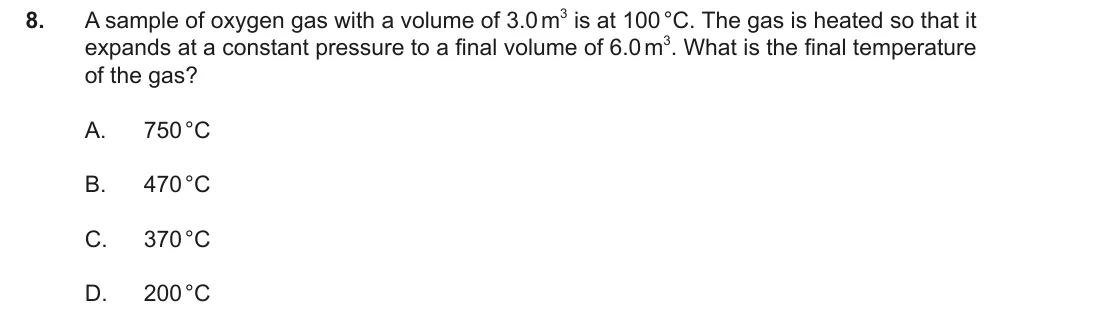 8. A sample of oxygen gas with a volume of 3.0 m³ is at 100 °C. The gas is heated so that it
expands at a constant pressure to a final volume of 6.0 m³. What is the final temperature
of the gas?
A. 750 °C
B. 470 °C
C. 370 °C
D. 200 °C